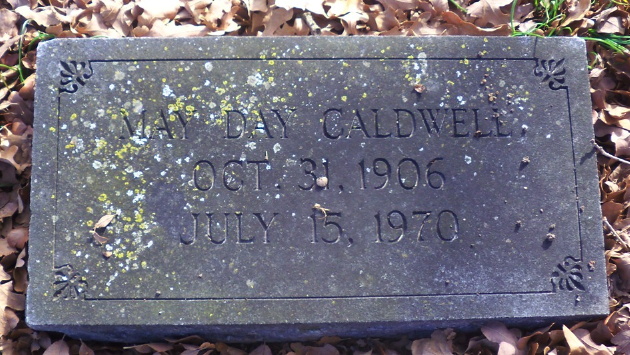 MAY DAY CALDWELL
OCT. 31, 1906
JULY 15, 1970